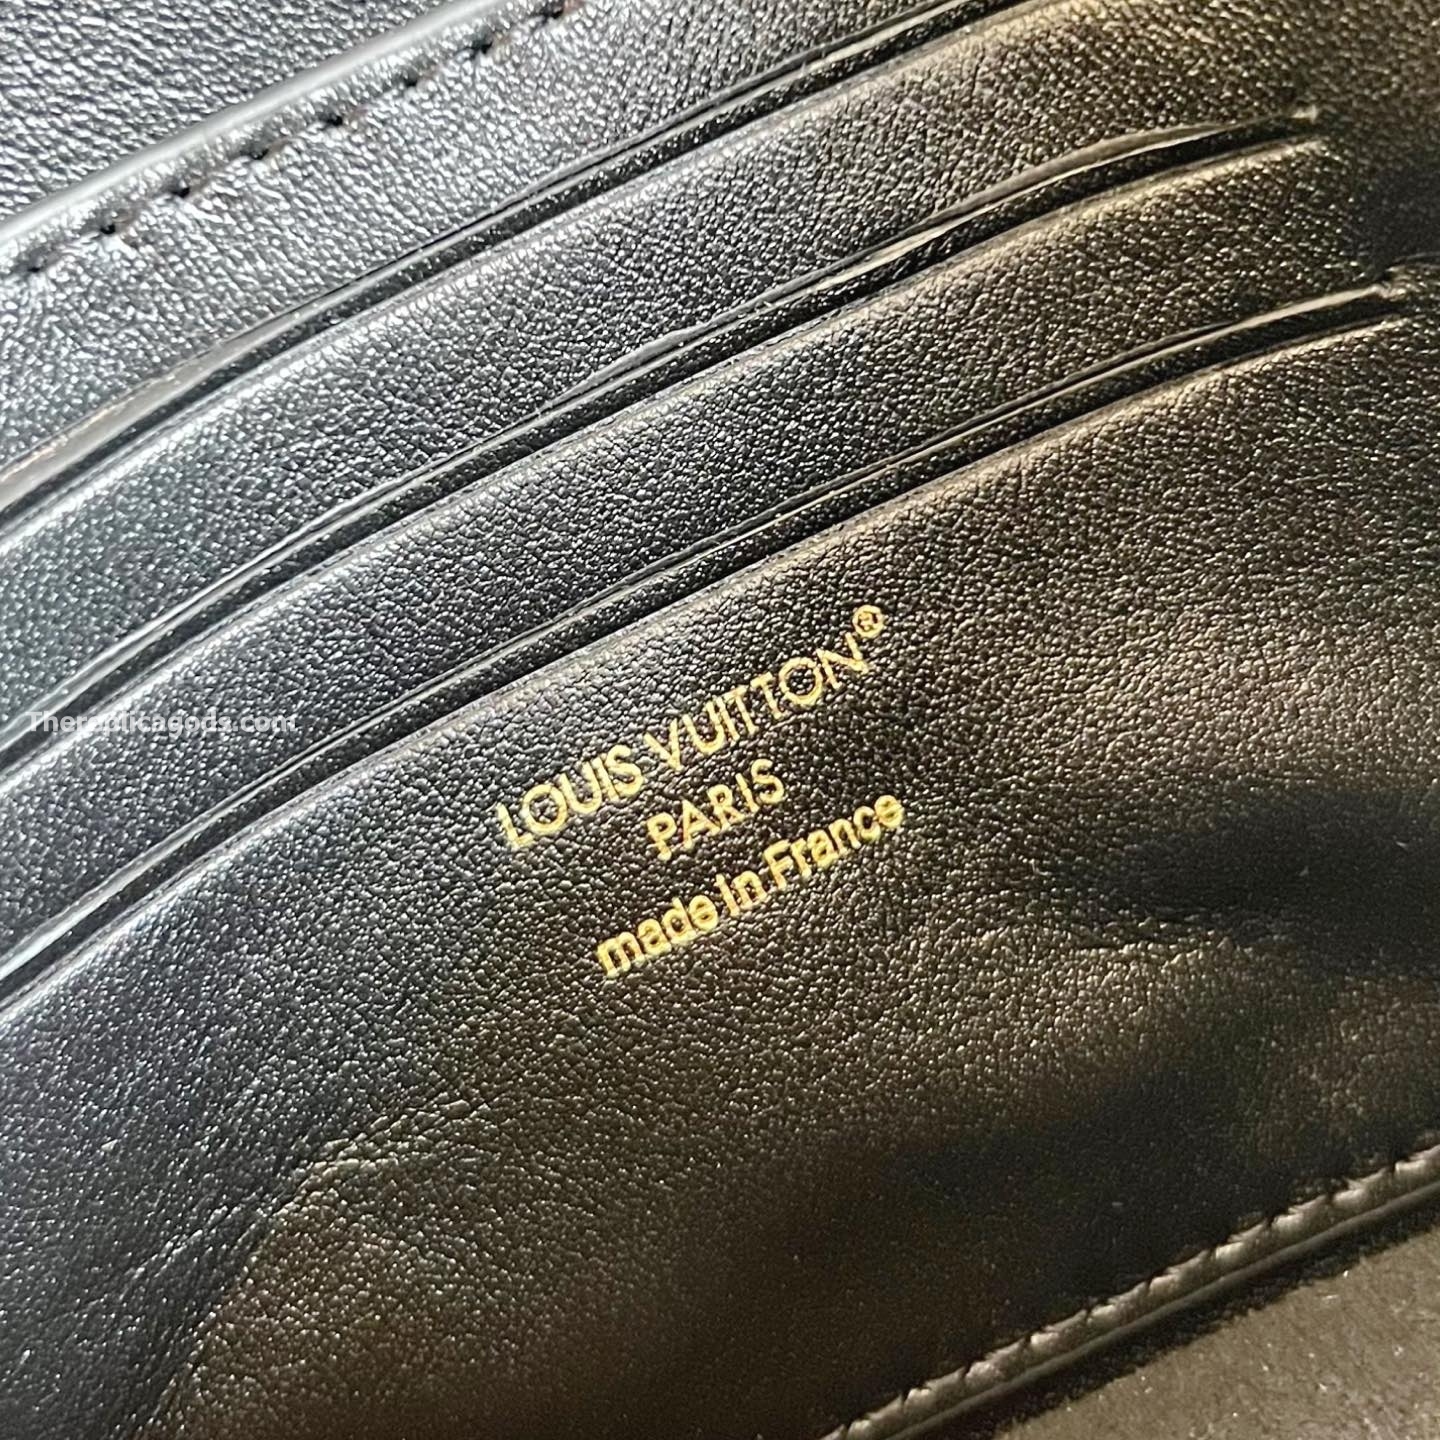 Thereplicagods.com
LOUIS VUITTON®
PARIS
made in France